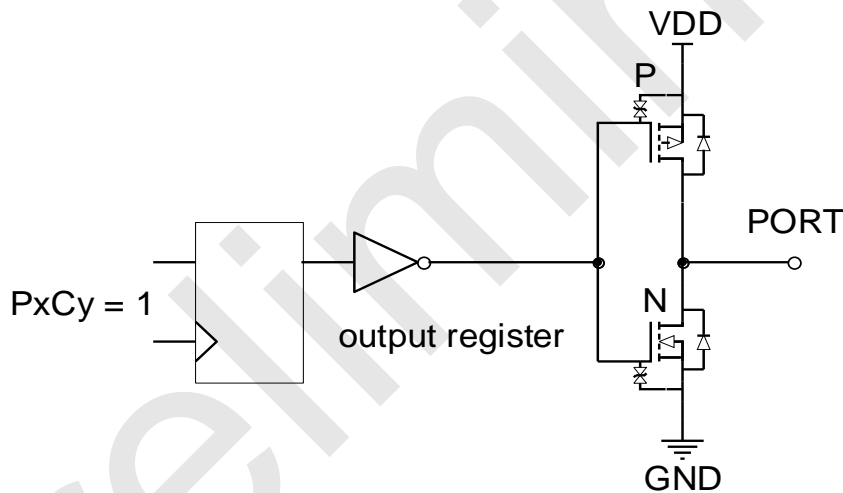 VDD
P
PORT
N
PxCy = 1
output register
GND